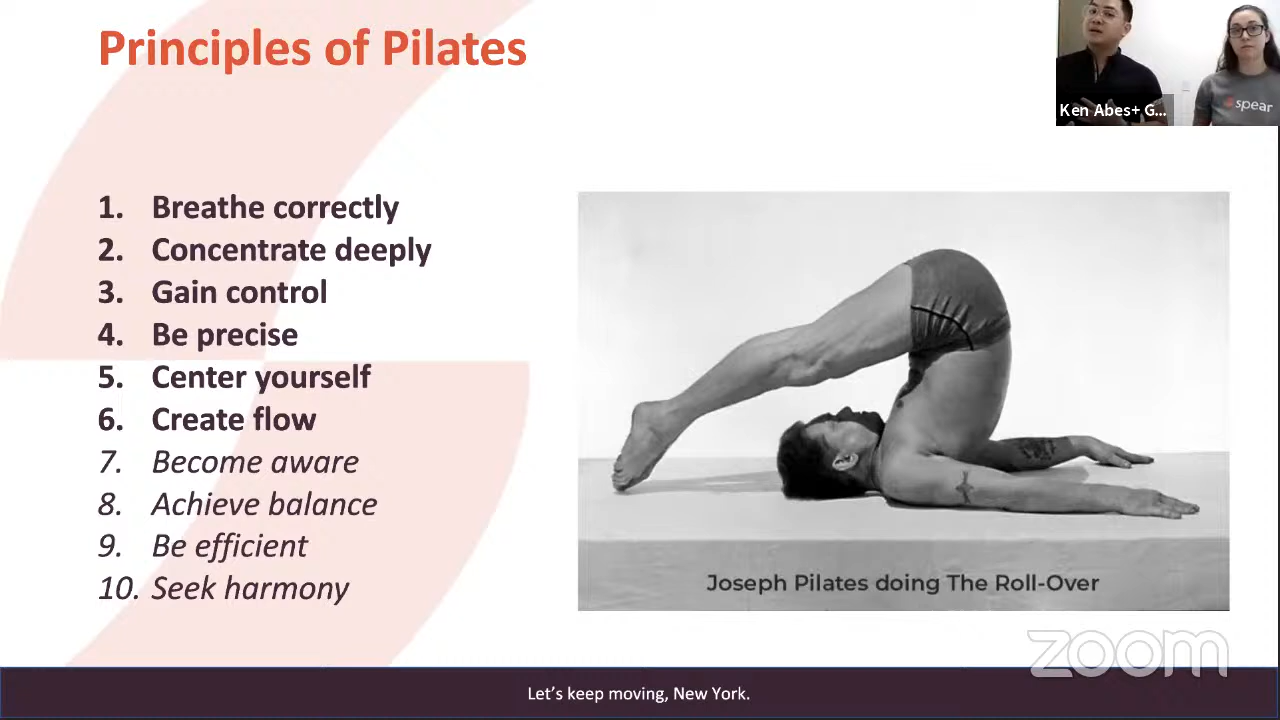 Principles of Pilates
Ken Abes+ G...
spear
1. Breathe correctly
2. Concentrate deeply
3. Gain control
4. Be precise
5. Center yourself
6. Create flow
7. Become aware
8. Achieve balance
9. Be efficient
10. Seek harmony
Joseph Pilates doing The Roll-Over
zoom
Let’s keep moving, New York.